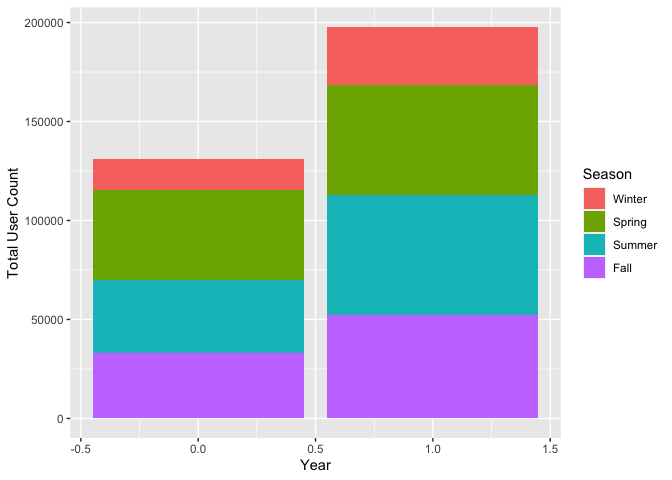 200000
150000
100000
50000
0
-0.5 0.0 0.5 1.0 1.5
Year
Total User Count
Season
Winter
Spring
Summer
Fall